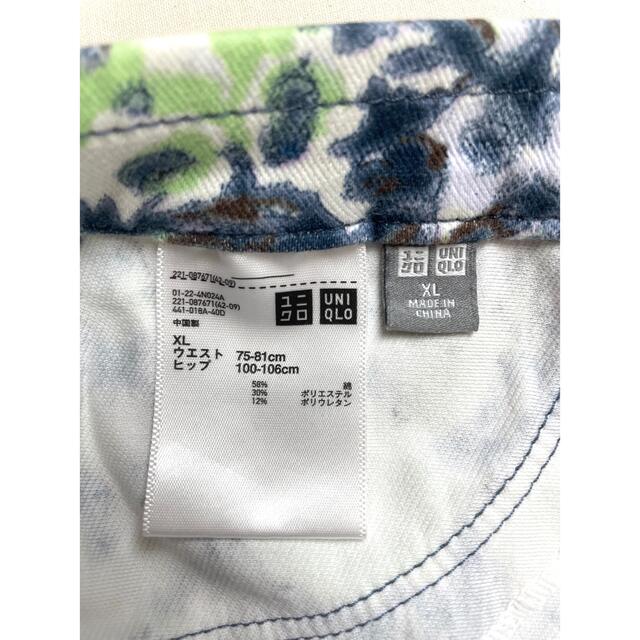 221-087671(42-09)
01-22-4N024A
221-087671(42-09)
441-018A-40D
中国製
ユニ
クロ
UNI
QLO
XL
ウエスト 75-81cm
ヒップ 100-106cm
58% 綿
30% ポリエステル
12% ポリウレタン
ユニ
クロ
UNI
QLO
XL
MADE IN
CHINA